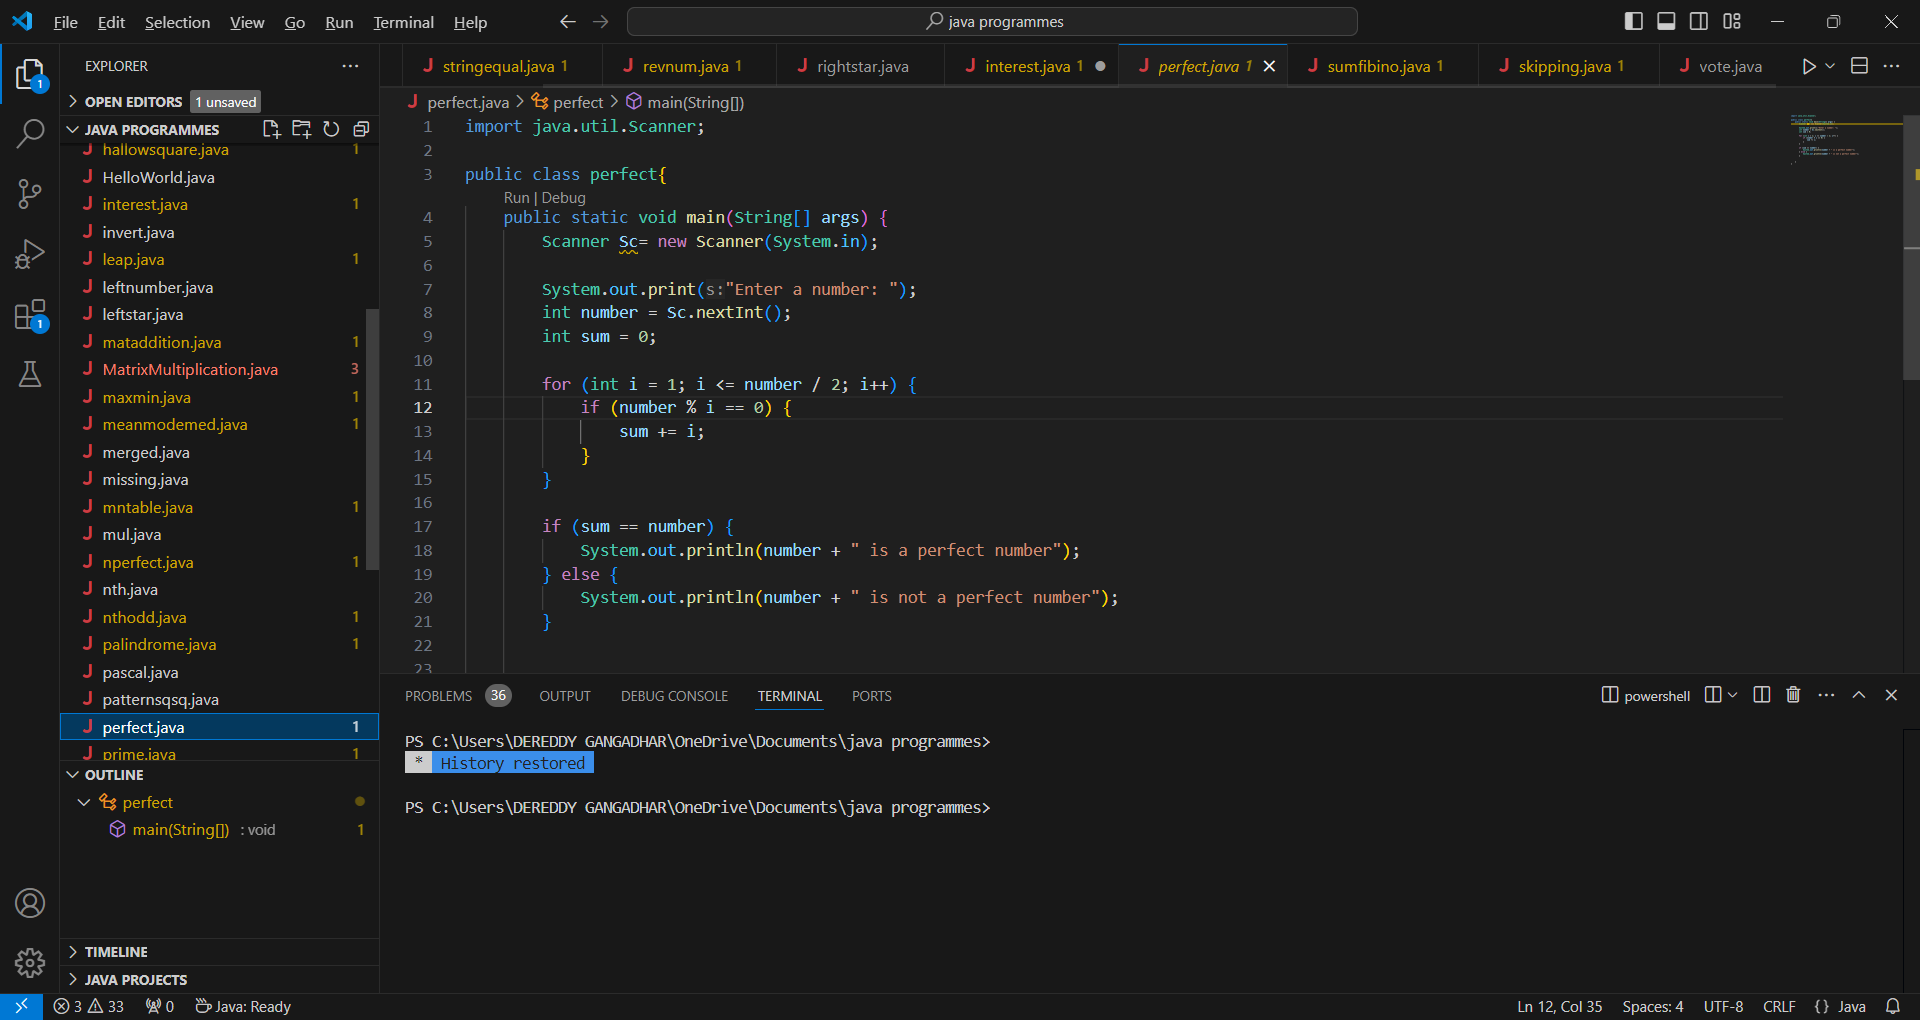 File Edit Selection View Go Run Terminal Help
java programmes
EXPLORER
OPEN EDITORS 1 unsaved
JAVA PROGRAMMES
hallowsquare.java 1
HelloWorld.java
interest.java 1
invert.java
leap.java 1
leftnumber.java
leftstar.java
mataddition.java 1
MatrixMultiplication.java 3
maxmin.java 1
meanmodemed.java 1
merged.java
missing.java
mntable.java 1
mul.java
nperfect.java 1
nth.java
nthodd.java 1
palindrome.java 1
pascal.java
patternsqsq.java
perfect.java 1
prime.java 1
OUTLINE
perfect
main(String[]) : void 1
TIMELINE
JAVA PROJECTS
1
1
stringequal.java 1 revnum.java 1 rightstar.java interest.java 1 perfect.java 1 sumfibino.java 1 skipping.java 1 vote.java
perfect.java > perfect > main(String[])
1 import java.util.Scanner;
2
3 public class perfect{
Run | Debug
4 public static void main(String[] args) {
5 Scanner Sc= new Scanner(System.in);
6
7 System.out.print(s:"Enter a number: ");
8 int number = Sc.nextInt();
9 int sum = 0;
10
11 for (int i = 1; i <= number / 2; i++) {
12 if (number % i == 0) {
13 sum += i;
14 }
15 }
16
17 if (sum == number) {
18 System.out.println(number + " is a perfect number");
19 } else {
20 System.out.println(number + " is not a perfect number");
21 }
22
23
PROBLEMS 36 OUTPUT DEBUG CONSOLE TERMINAL PORTS
powershell
PS C:\Users\DEREDDY GANGADHAR\OneDrive\Documents\java programmes>
* History restored
PS C:\Users\DEREDDY GANGADHAR\OneDrive\Documents\java programmes>
3 33 0 Java: Ready
Ln 12, Col 35 Spaces: 4 UTF-8 CRLF {} Java